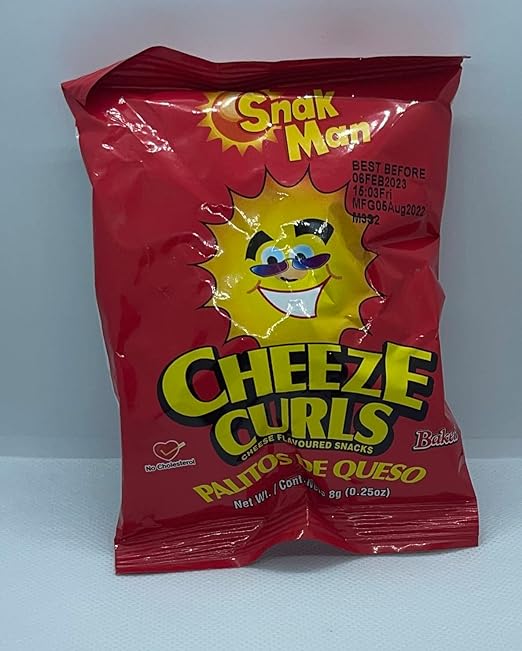 Snak
Man
BEST BEFORE
06FEB2023
15:03Fri
MFG05Aug2022
CHEEZE
CURLS
CHEESE FLAVOURED SNACKS
Baked
No Cholesterol
PALITOS DE QUESO
Net Wt. / Cont. 8g (0.25oz)